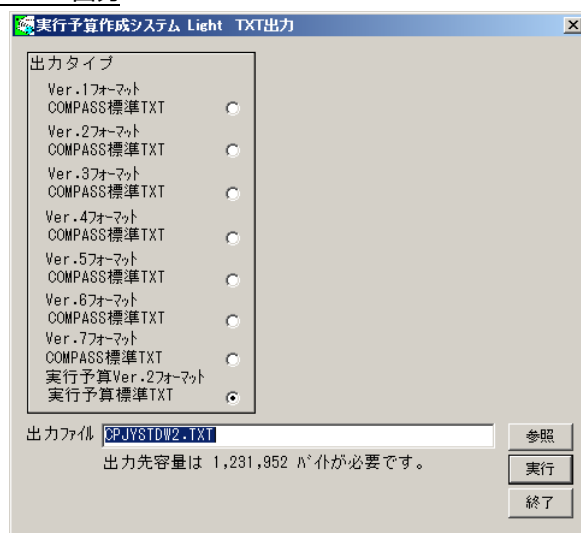 実行予算作成システム Light TXT出力
出力タイプ
Ver.1ﾌｫｰﾏｯﾄ
COMPASS標準TXT
Ver.2ﾌｫｰﾏｯﾄ
COMPASS標準TXT
Ver.3ﾌｫｰﾏｯﾄ
COMPASS標準TXT
Ver.4ﾌｫｰﾏｯﾄ
COMPASS標準TXT
Ver.5ﾌｫｰﾏｯﾄ
COMPASS標準TXT
Ver.6ﾌｫｰﾏｯﾄ
COMPASS標準TXT
Ver.7ﾌｫｰﾏｯﾄ
COMPASS標準TXT
実行予算Ver.2ﾌｫｰﾏｯﾄ
実行予算標準TXT
出力ﾌｧｲﾙ CPJYSTDW2.TXT 参照
出力先容量は 1,231,952 ﾊﾞｲﾄが必要です。
実行
終了